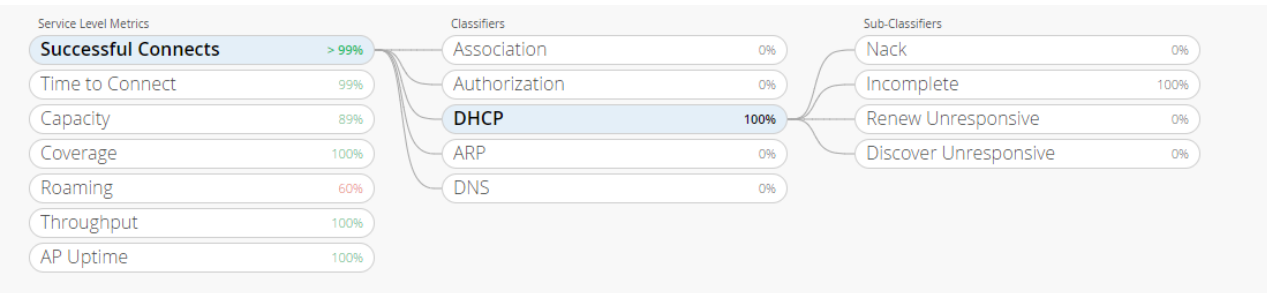 Service Level Metrics Classifiers Sub-Classifiers
Successful Connects > 99% Association 0% Nack 0%
Time to Connect 99% Authorization 0% Incomplete 100%
Capacity 89% DHCP 100% Renew Unresponsive 0%
Coverage 100% ARP 0% Discover Unresponsive 0%
Roaming 60% DNS 0%
Throughput 100%
AP Uptime 100%